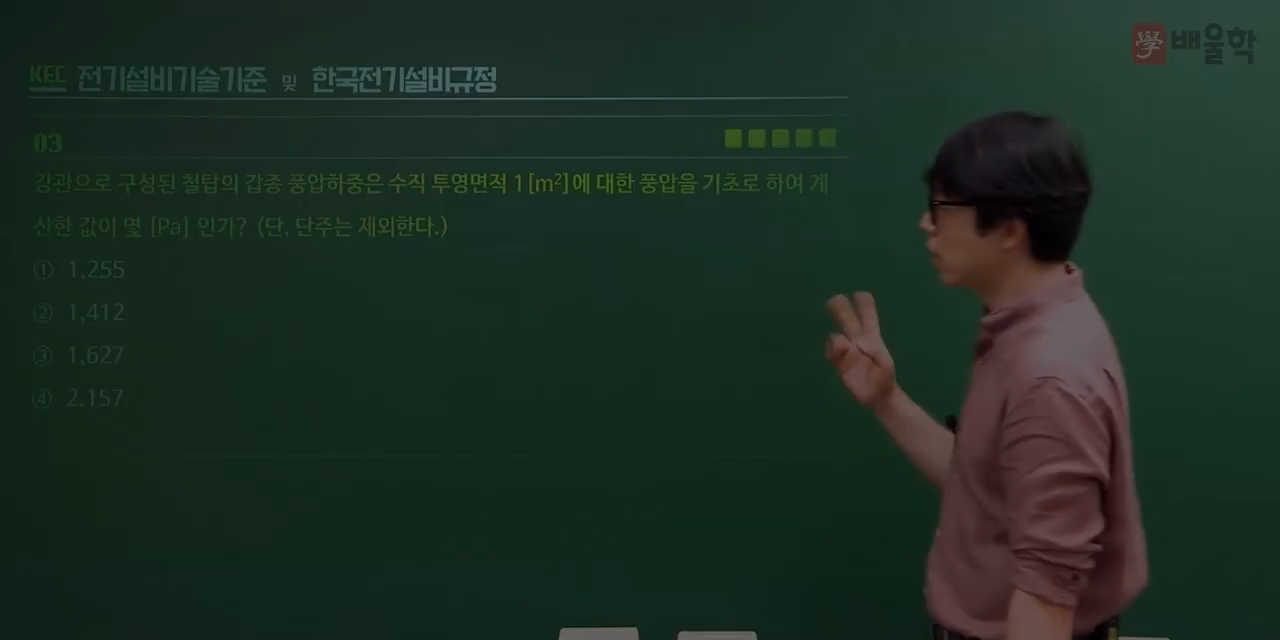 學 배울학
KEC 전기설비기술기준 및 한국전기설비규정
03
강관으로 구성된 철탑의 갑종 풍압하중은 수직 투영면적 1[m²]에 대한 풍압을 기초로 하여 계
산한 값이 몇 [Pa] 인가? (단, 단주는 제외한다.)
① 1,255
② 1,412
③ 1,627
④ 2,157